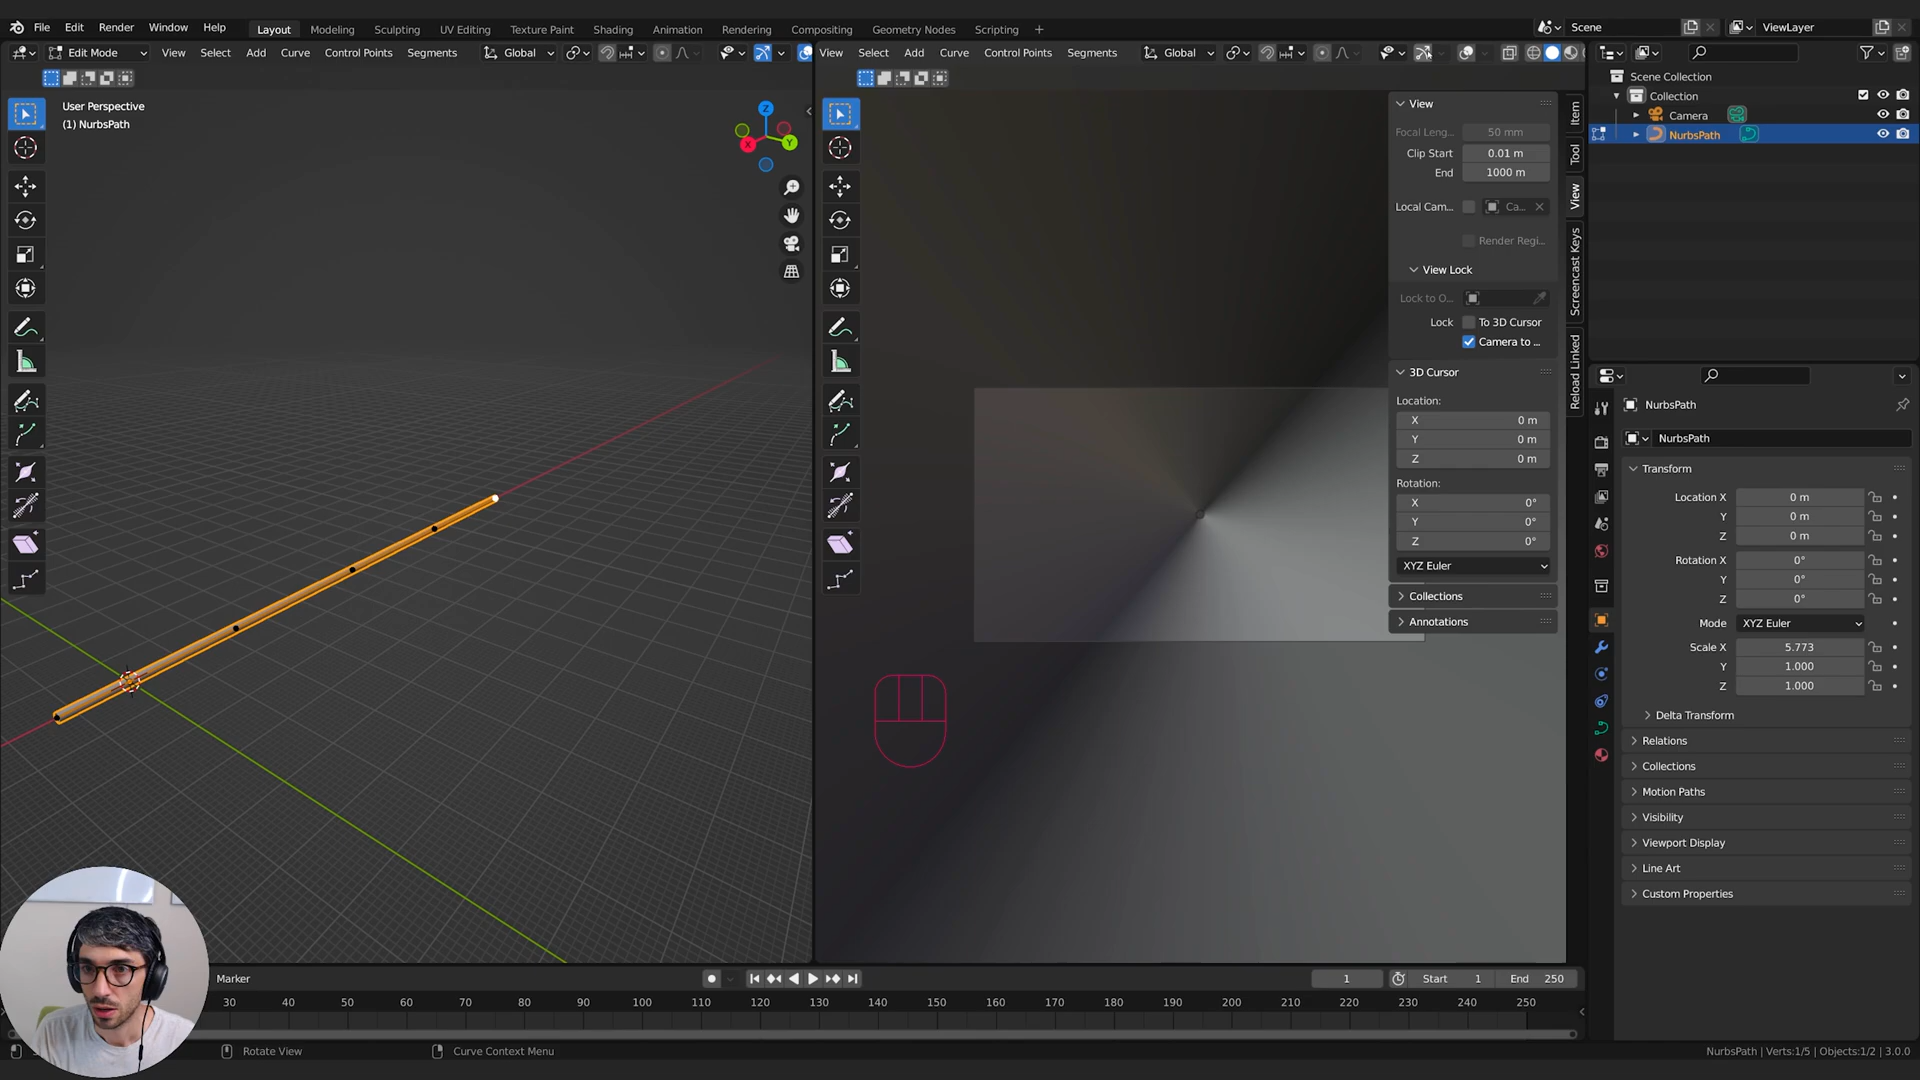 File Edit Render Window Help Layout Modeling Sculpting UV Editing Texture Paint Shading Animation Rendering Compositing Geometry Nodes Scripting + Scene ViewLayer
Edit Mode View Select Add Curve Control Points Segments Global View Select Add Curve Control Points Segments Global
User Perspective
(1) NurbsPath
Z
Y
X
View
Focal Leng... 50 mm
Clip Start 0.01 m
End 1000 m
Local Cam... Ca...
Render Regi...
View Lock
Lock to O...
Lock To 3D Cursor
Camera to ...
3D Cursor
Location:
X 0 m
Y 0 m
Z 0 m
Rotation:
X 0°
Y 0°
Z 0°
XYZ Euler
Collections
Annotations
Item
Tool
View
Screencast Keys
Reload Linked
Scene Collection
Collection
Camera
NurbsPath
NurbsPath
NurbsPath
Transform
Location X 0 m
Y 0 m
Z 0 m
Rotation X 0°
Y 0°
Z 0°
Mode XYZ Euler
Scale X 5.773
Y 1.000
Z 1.000
Delta Transform
Relations
Collections
Motion Paths
Visibility
Viewport Display
Line Art
Custom Properties
Marker 1 Start 1 End 250
30 40 50 60 70 80 90 100 110 120 130 140 150 160 170 180 190 200 210 220 230 240 250
Rotate View Curve Context Menu NurbsPath | Verts:1/5 | Objects:1/2 | 3.0.0